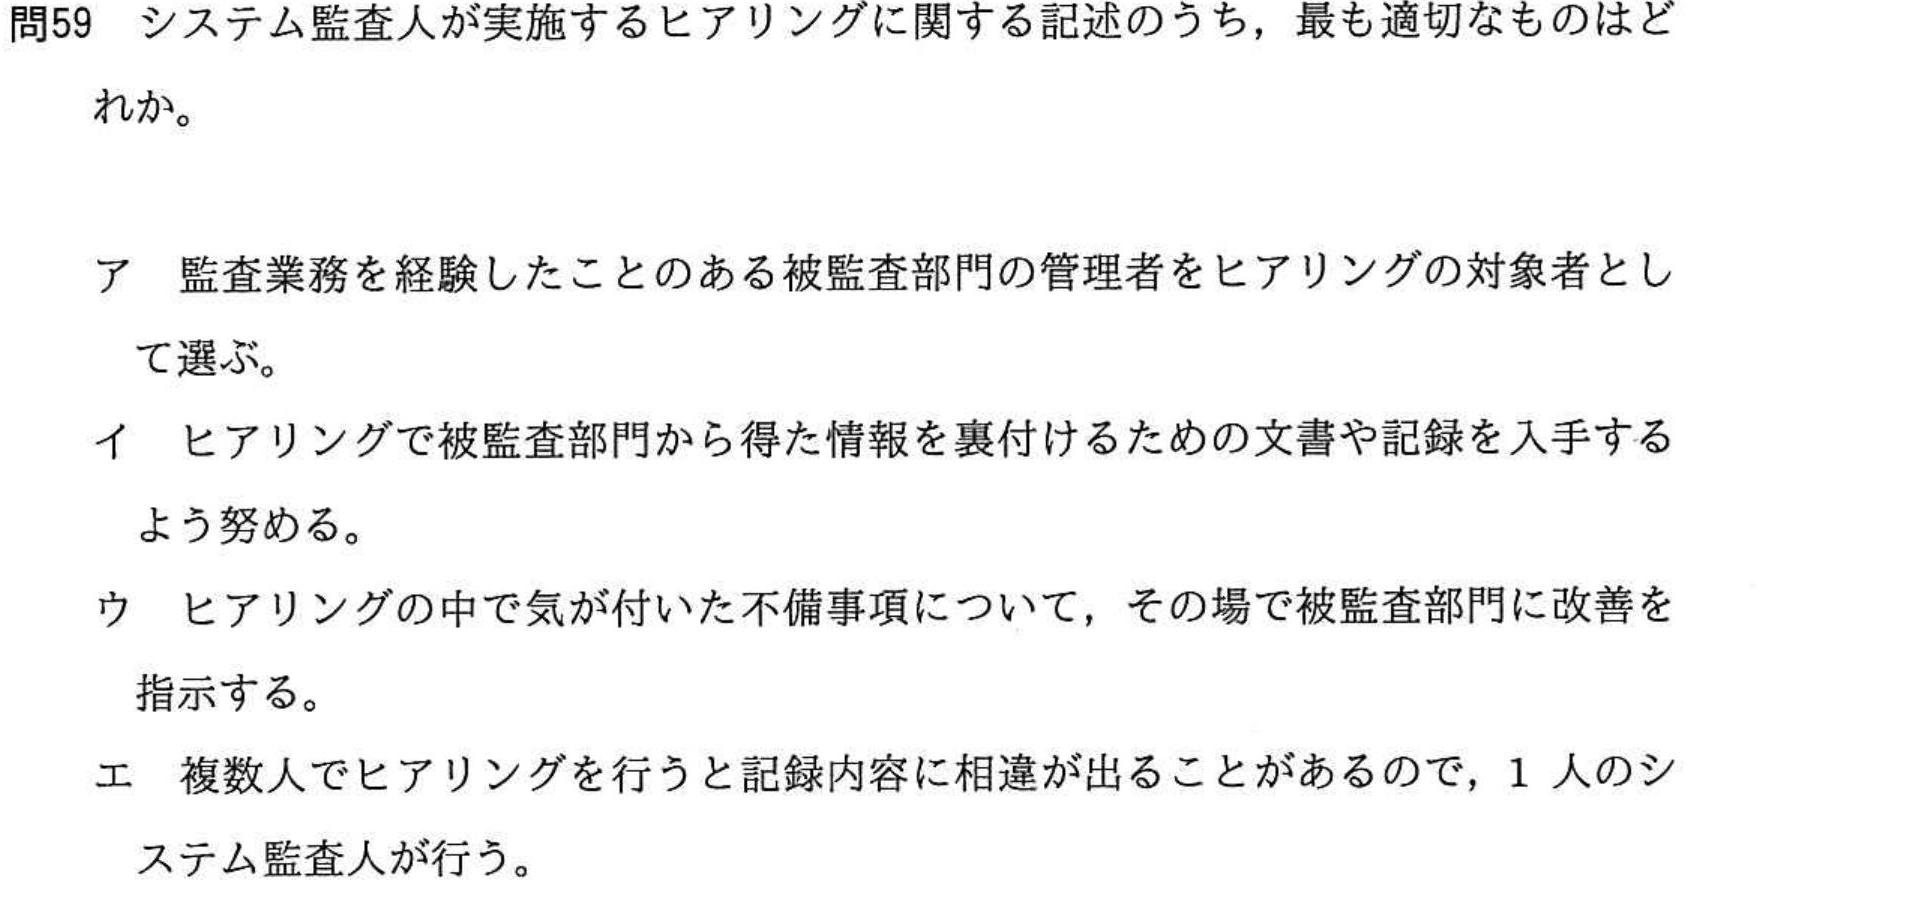 問59 システム監査人が実施するヒアリングに関する記述のうち，最も適切なものはど
れか。
ア 監査業務を経験したことのある被監査部門の管理者をヒアリングの対象者とし
て選ぶ。
イ ヒアリングで被監査部門から得た情報を裏付けるための文書や記録を入手する
よう努める。
ウ ヒアリングの中で気が付いた不備事項について，その場で被監査部門に改善を
指示する。
エ 複数人でヒアリングを行うと記録内容に相違が出ることがあるので，1 人のシ
ステム監査人が行う。